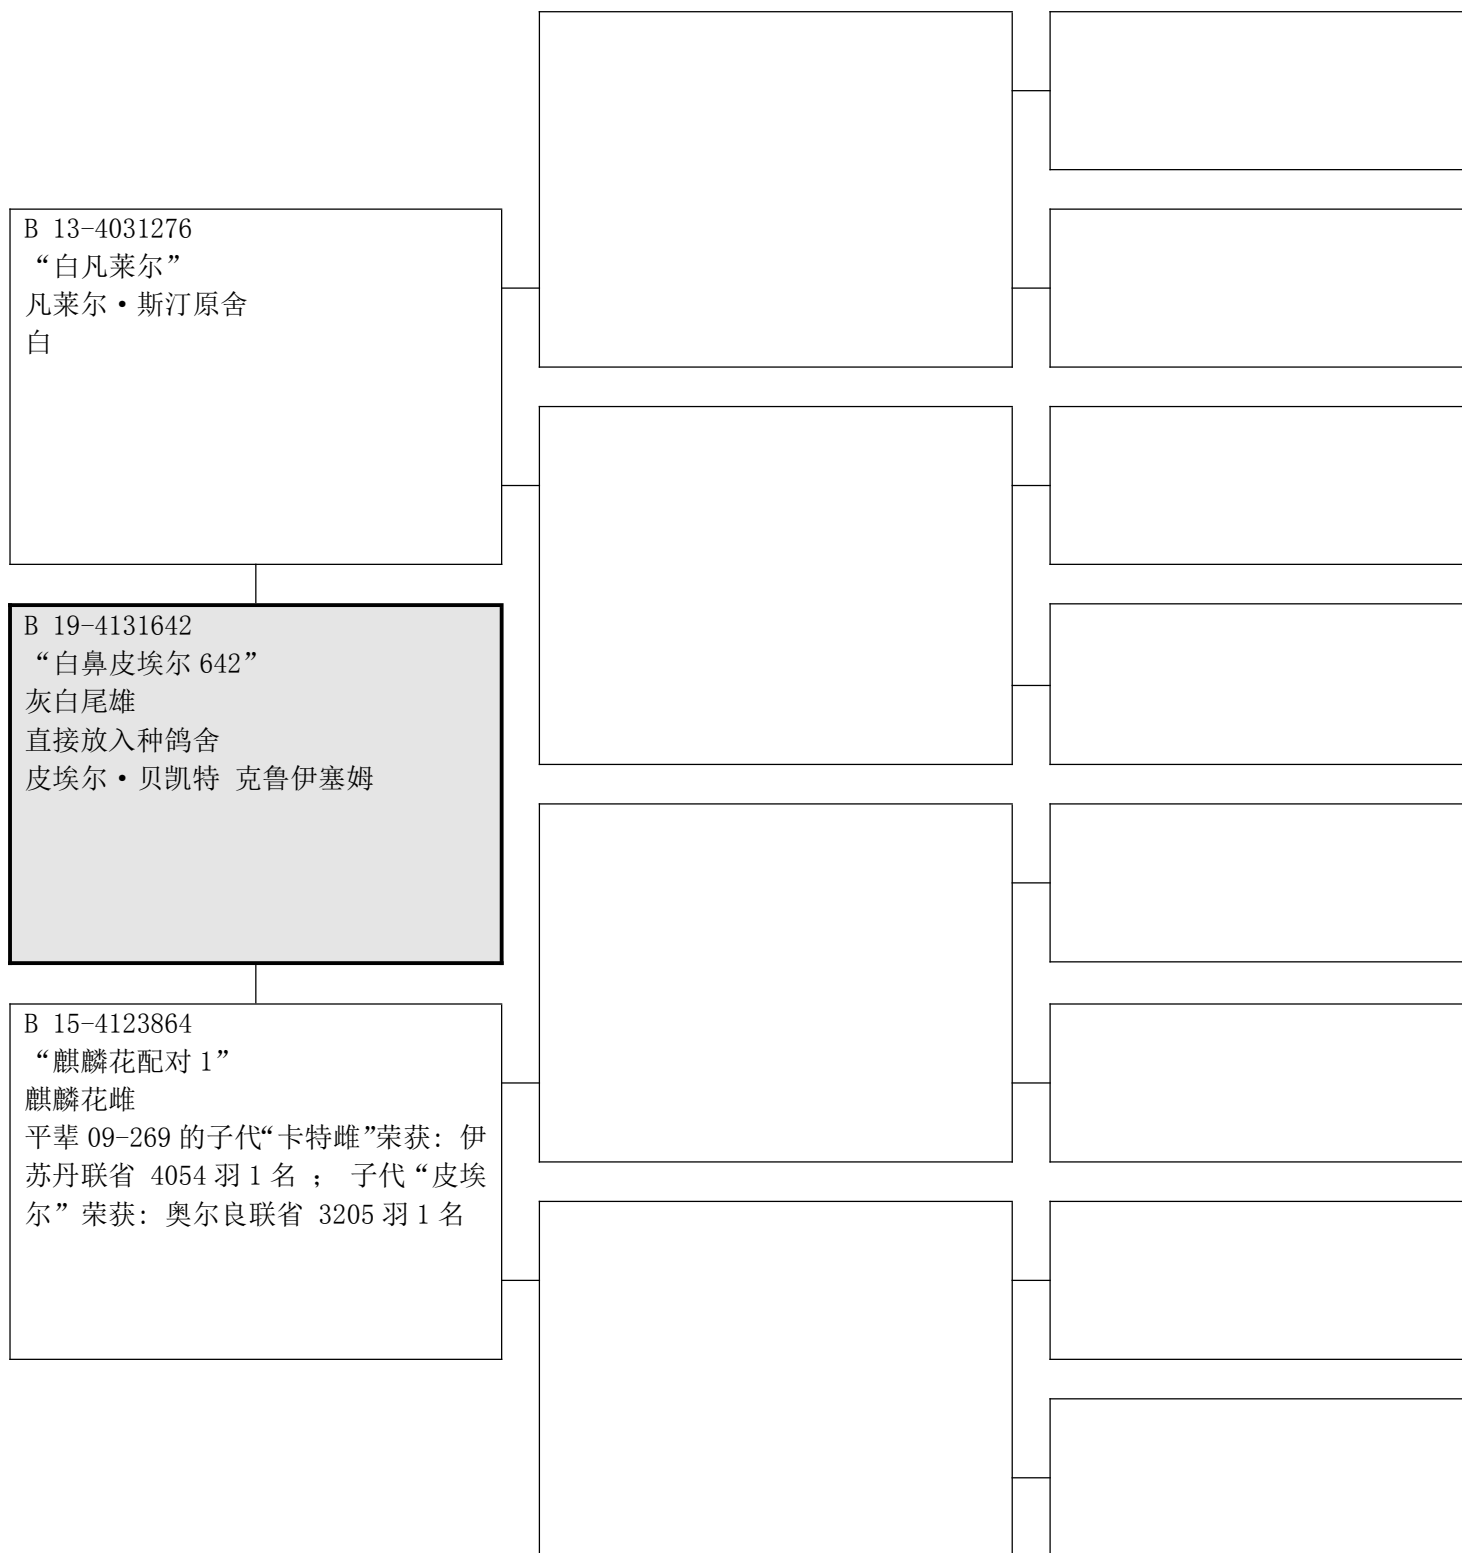 B 13-4031276
“白凡莱尔”
凡莱尔·斯汀原舍
白
B 19-4131642
“白鼻皮埃尔 642”
灰白尾雄
直接放入种鸽舍
皮埃尔·贝凯特 克鲁伊塞姆
B 15-4123864
“麒麟花配对 1”
麒麟花雌
平辈 09-269 的子代“卡特雌”荣获: 伊
苏丹联省 4054 羽 1 名 ; 子代“皮埃
尔”荣获: 奥尔良联省 3205 羽 1 名